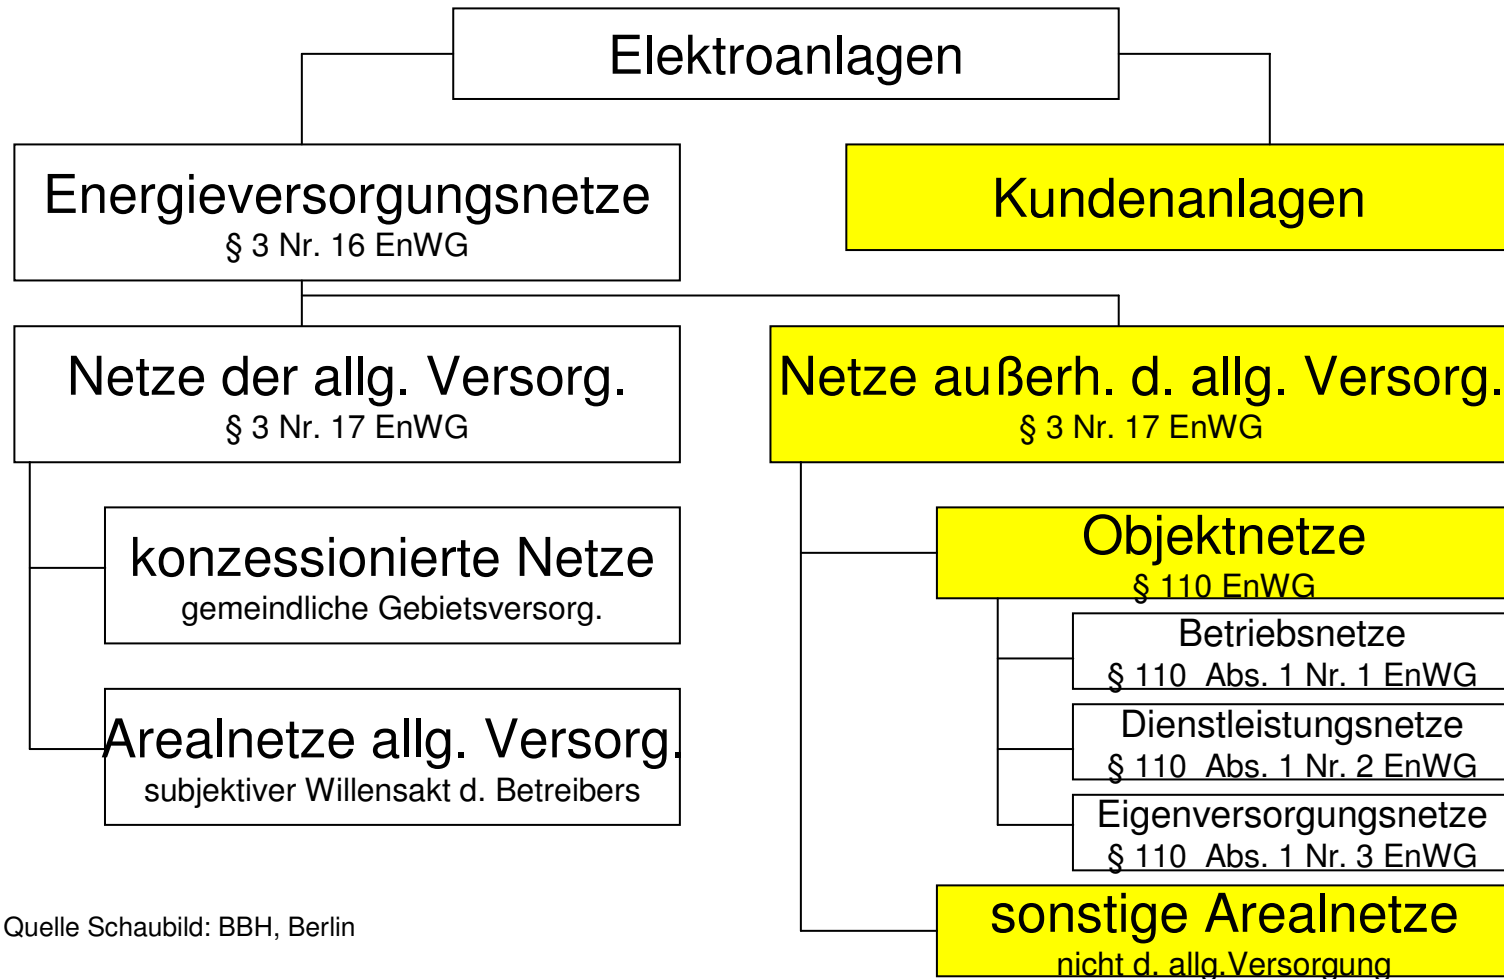 Elektroanlagen
Energieversorgungsnetze
§ 3 Nr. 16 EnWG
Kundenanlagen
Netze der allg. Versorg.
§ 3 Nr. 17 EnWG
Netze außerh. d. allg. Versorg.
§ 3 Nr. 17 EnWG
konzessionierte Netze
gemeindliche Gebietsversorg.
Arealnetze allg. Versorg.
subjektiver Willensakt d. Betreibers
Objektnetze
§ 110 EnWG
Betriebsnetze
§ 110 Abs. 1 Nr. 1 EnWG
Dienstleistungsnetze
§ 110 Abs. 1 Nr. 2 EnWG
Eigenversorgungsnetze
§ 110 Abs. 1 Nr. 3 EnWG
sonstige Arealnetze
nicht d. allg.Versorgung
Quelle Schaubild: BBH, Berlin